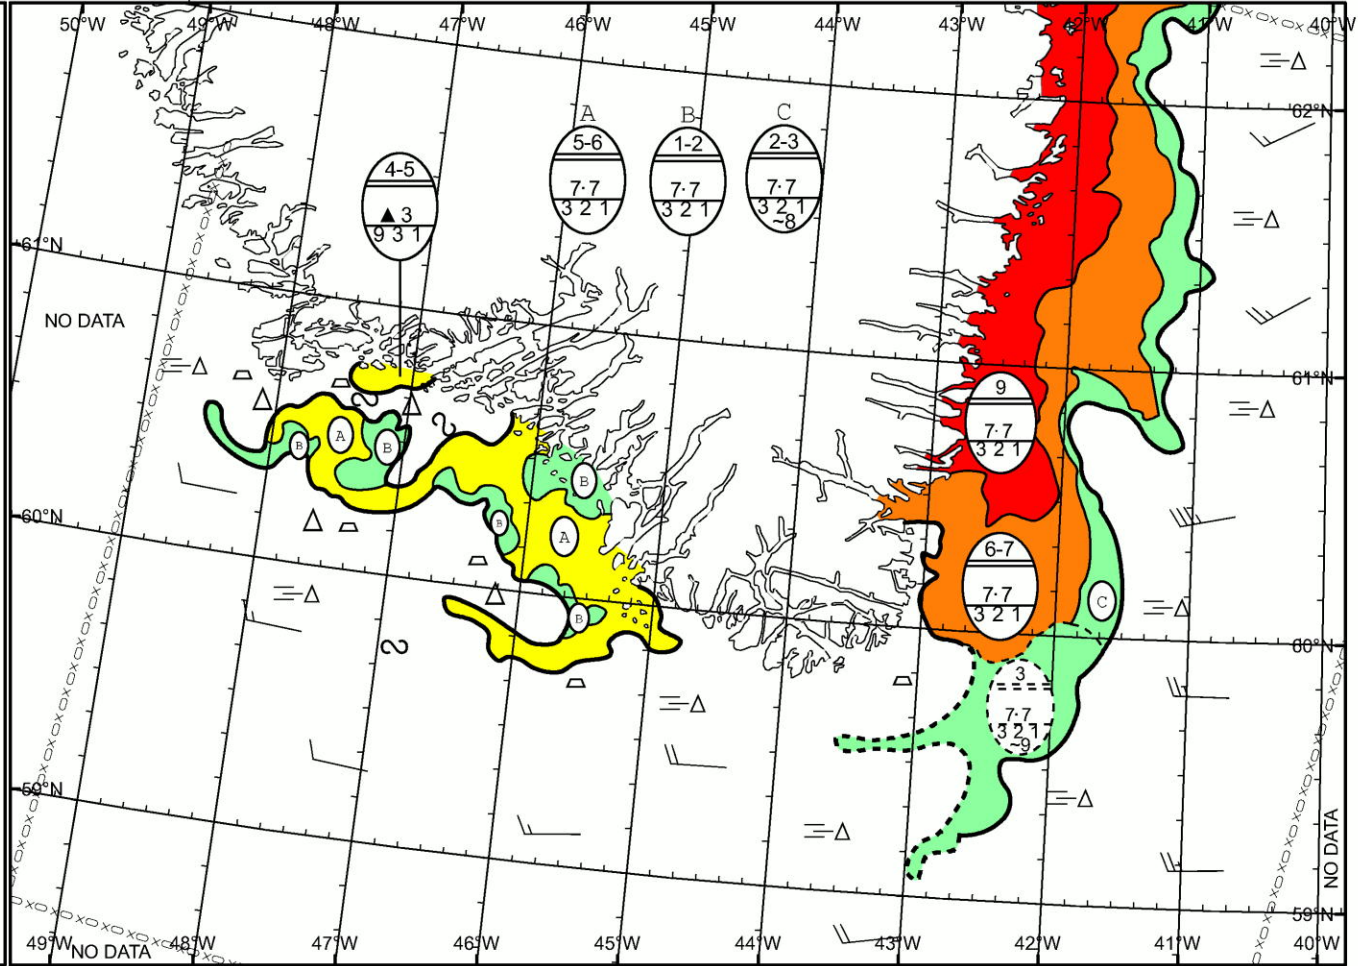 50°W 49°W 48°W 47°W 46°W 45°W 44°W 43°W 42°W 41°W 40°W
62°N
A B C
5-6 1-2 2-3
7·7 7·7 7·7
3 2 1 3 2 1 3 2 1
~8
4-5
▲ 3
9 3 1
61°N
NO DATA
61°N
9
7·7
3 2 1
A
B
B
B
60°N
B
A
6-7
7·7
3 2 1
C
B
60°N
3
7·7
3 2 1
~9
59°N
NO DATA
59°N
49°W 48°W 47°W 46°W 45°W 44°W 43°W 42°W 41°W 40°W
NO DATA